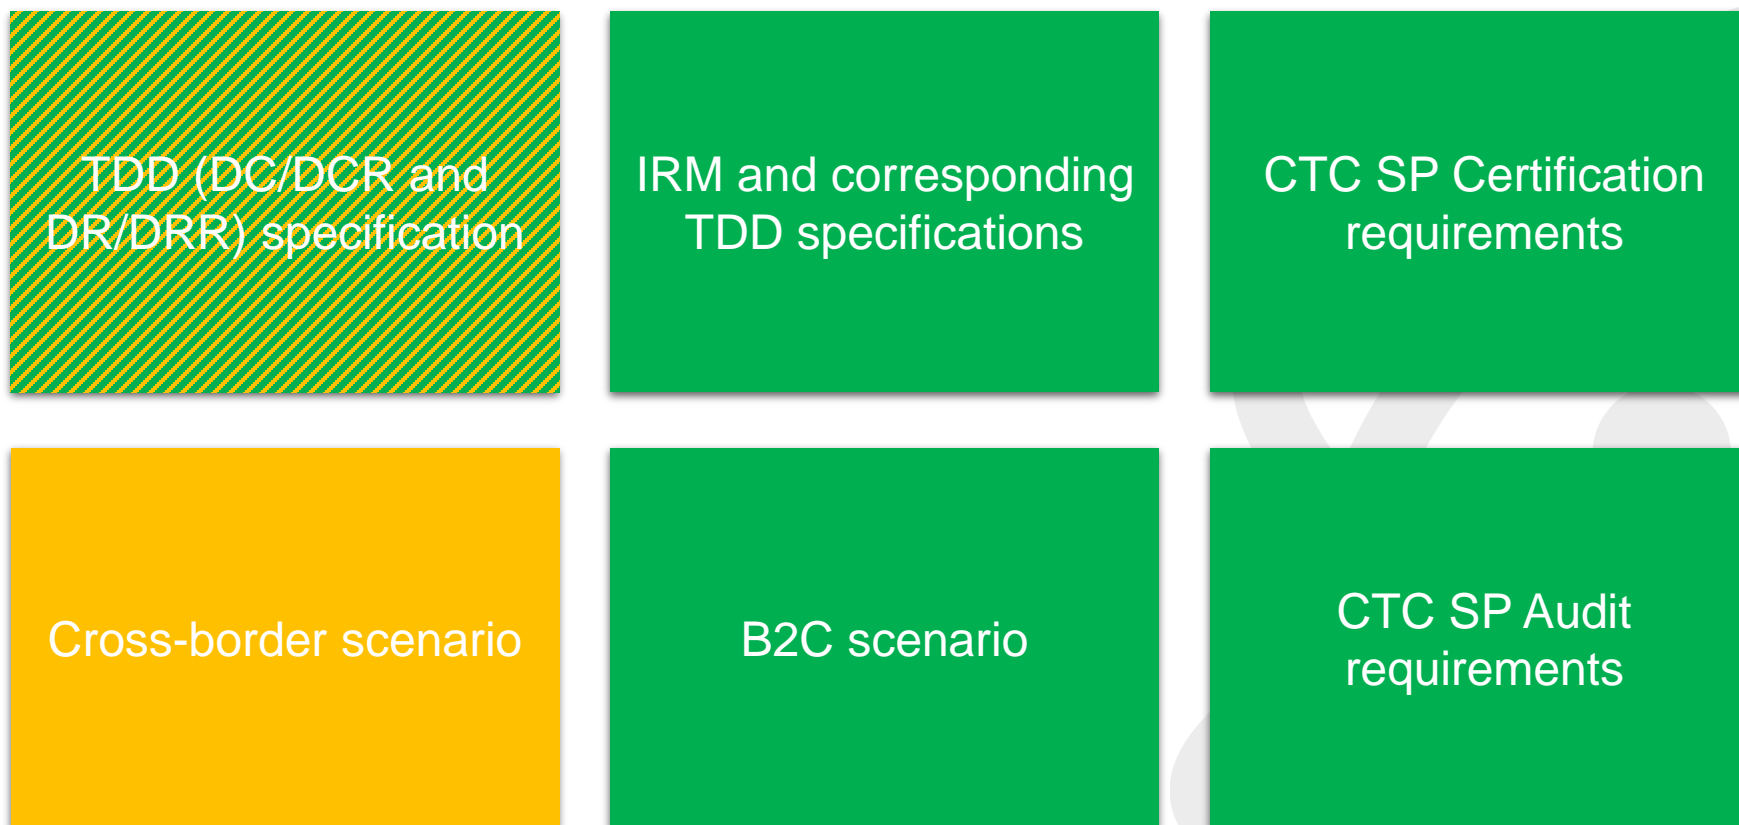 TDD (DC/DCR and
DR/DRR) specification
IRM and corresponding
TDD specifications
CTC SP Certification
requirements
Cross-border scenario
B2C scenario
CTC SP Audit
requirements